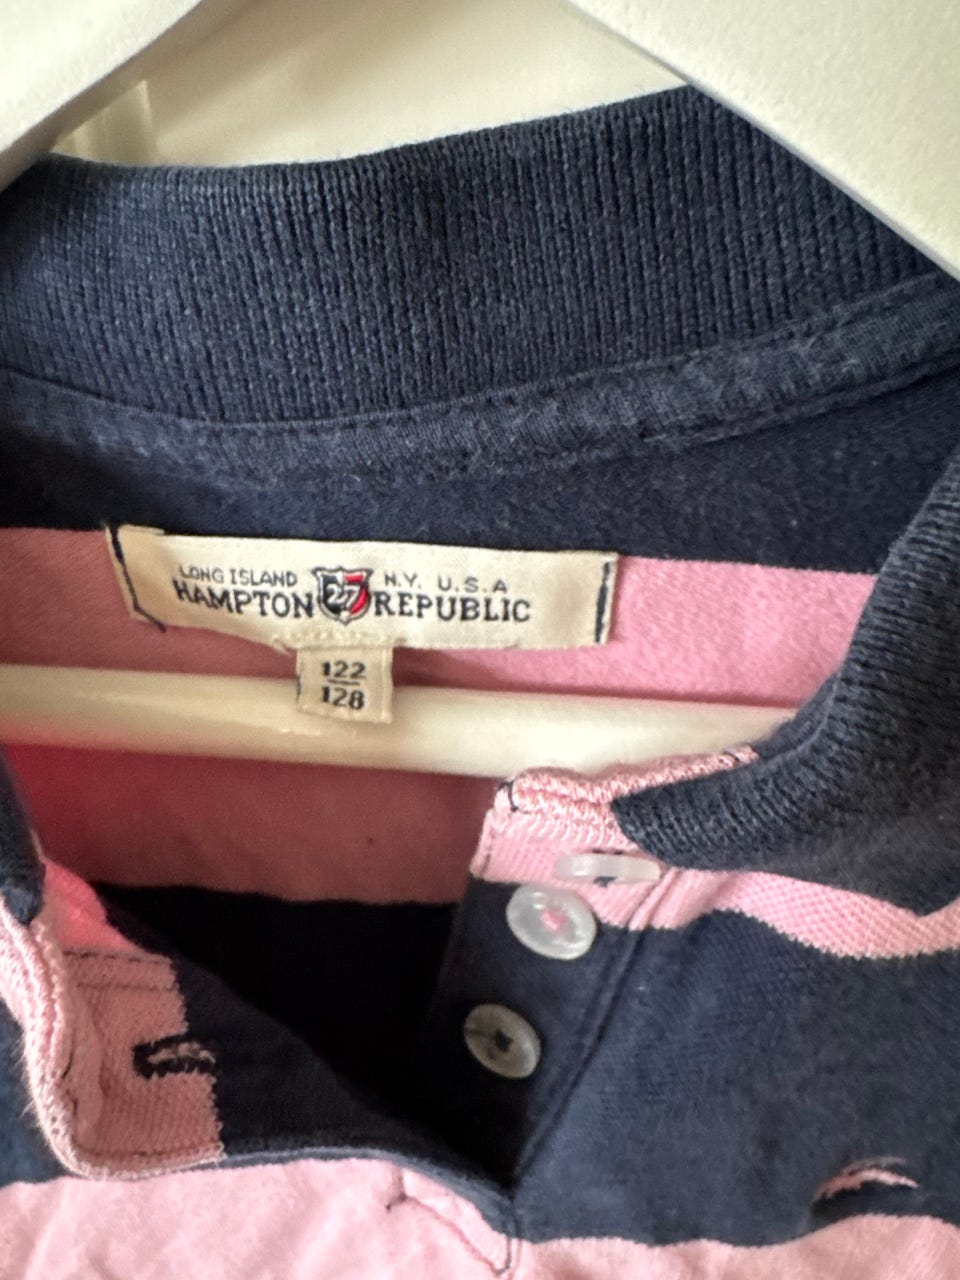 LONG ISLAND 27 N.Y. U.S.A
HAMPTON REPUBLIC
122
128